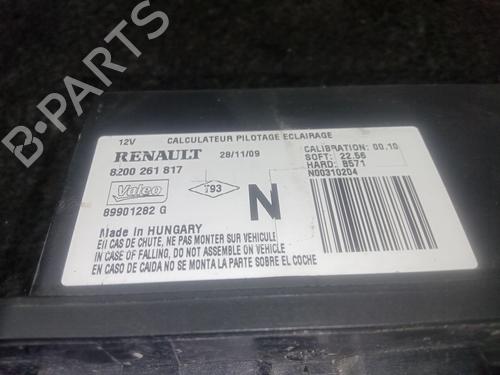 12V CALCULATEUR PILOTAGE ECLAIRAGE
RENAULT 28/11/09
8200 261 817
CALIBRATION: 00.10
SOFT: 22.56
HARD: B571
N00310204
Valeo
T93
N
89901282 G
Made in HUNGARY
EN CAS DE CHUTE, NE PAS MONTER SUR VEHICULE
IN CASE OF FALLING, DO NOT ASSEMBLE ON VEHICLE
EN CASO DE CAIDA NO SE MONTA LA PARTE SOBRE EL COCHE
B-PARTS